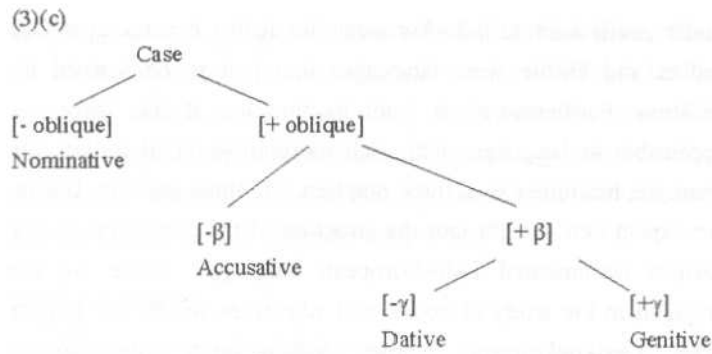 (3)(c)
Case
[- oblique] [+ oblique]
Nominative
[-β] [+ β]
Accusative
[-γ] [+γ]
Dative Genitive